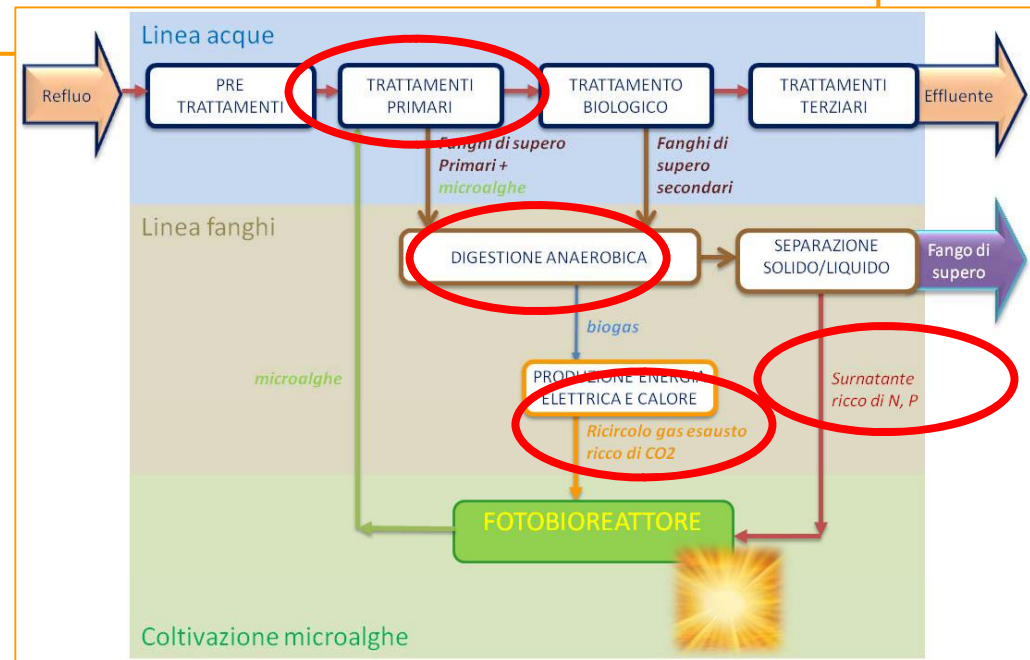 Linea acque
Refluo
PRE
TRATTAMENTI
TRATTAMENTI
PRIMARI
TRATTAMENTO
BIOLOGICO
TRATTAMENTI
TERZIARI
Effluente
Fanghi di supero
Primari +
microalghe
Fanghi di
supero
secondari
Linea fanghi
DIGESTIONE ANAEROBICA
SEPARAZIONE
SOLIDO/LIQUIDO
Fango di
supero
biogas
microalghe
PRODUZIONE ENERGIA
ELETTRICA E CALORE
Surnatante
ricco di N, P
Ricircolo gas esausto
ricco di CO2
FOTOBIOREATTORE
Coltivazione microalghe